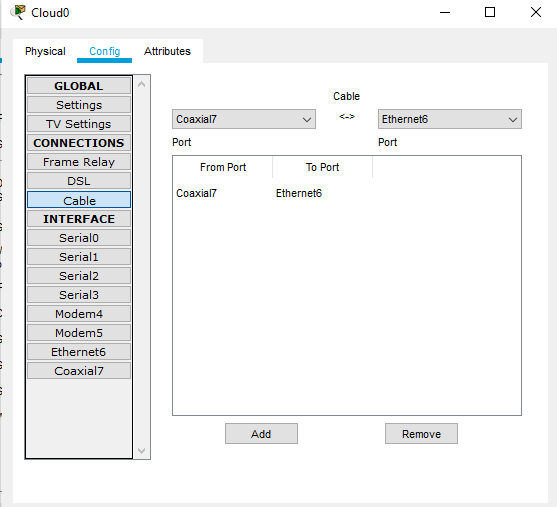 Cloud0
Physical Config Attributes
GLOBAL
Settings
TV Settings
CONNECTIONS
Frame Relay
DSL
Cable
INTERFACE
Serial0
Serial1
Serial2
Serial3
Modem4
Modem5
Ethernet6
Coaxial7
Cable
Coaxial7 <-> Ethernet6
Port Port
From Port To Port
Coaxial7 Ethernet6
Add Remove